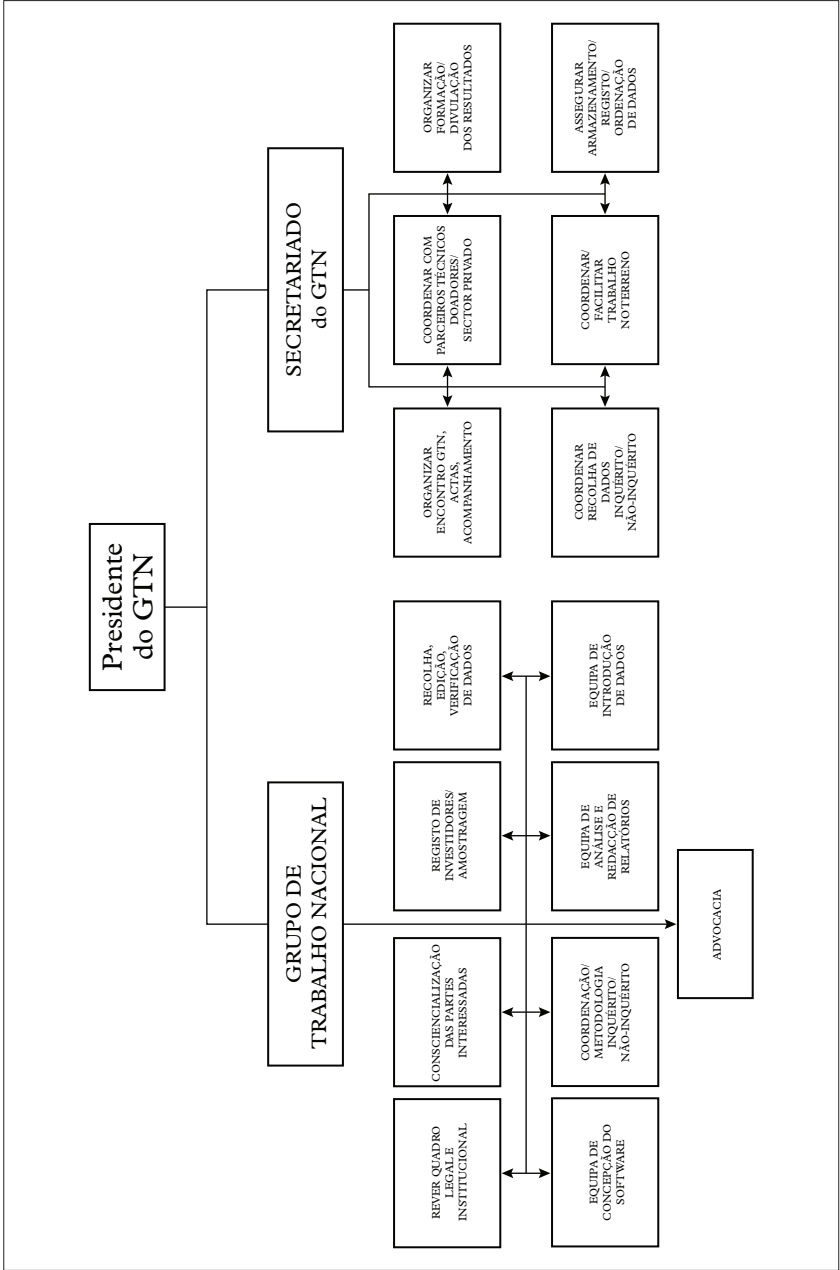 Presidente
do GTN
GRUPO DE
TRABALHO NACIONAL
SECRETARIADO
do GTN
REVER QUADRO
LEGAL E
INSTITUCIONAL
CONSCIENCIALIZAÇÃO
DAS PARTES
INTERESSADAS
REGISTO DE
INVESTIDORES/
AMOSTRAGEM
RECOLHA,
EDIÇÃO,
VERIFICAÇÃO
DE DADOS
ORGANIZAR
ENCONTRO GTN,
ACTAS,
ACOMPANHAMENTO
COORDENAR COM
PARCEIROS TÉCNICOS
DOADORES/
SECTOR PRIVADO
ORGANIZAR
FORMAÇÃO/
DIVULAÇÃO
DOS RESULTADOS
EQUIPA DE
CONCEPÇÃO DO
SOFTWARE
COORDENAÇÃO/
METODOLOGIA
INQUÉRITO/
NÃO-INQUÉRITO
EQUIPA DE
ANÁLISE E
REDACÇÃO DE
RELATÓRIOS
EQUIPA DE
INTRODUÇÃO
DE DADOS
COORDENAR
RECOLHA DE
DADOS
INQUÉRITO/
NÃO-INQUÉRITO
COORDENAR/
FACILITAR
TRABALHO
NO TERRENO
ASSEGURAR
ARMAZENAMENTO/
REGISTO/
ORDENAÇÃO
DE DADOS
ADVOCACIA